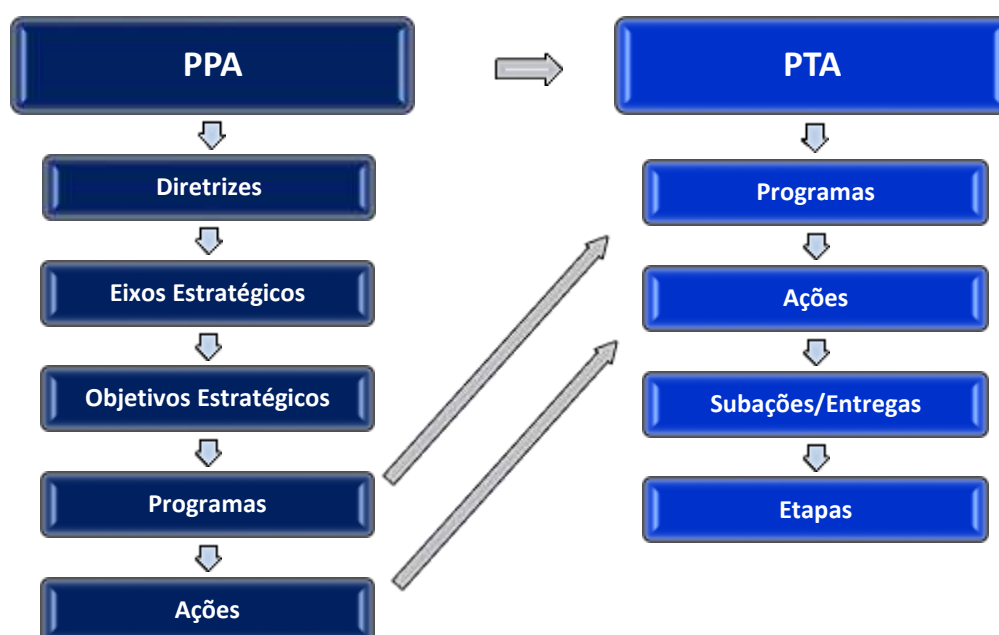 PPA
Diretrizes
Eixos Estratégicos
Objetivos Estratégicos
Programas
Ações
PTA
Programas
Ações
Subações/Entregas
Etapas